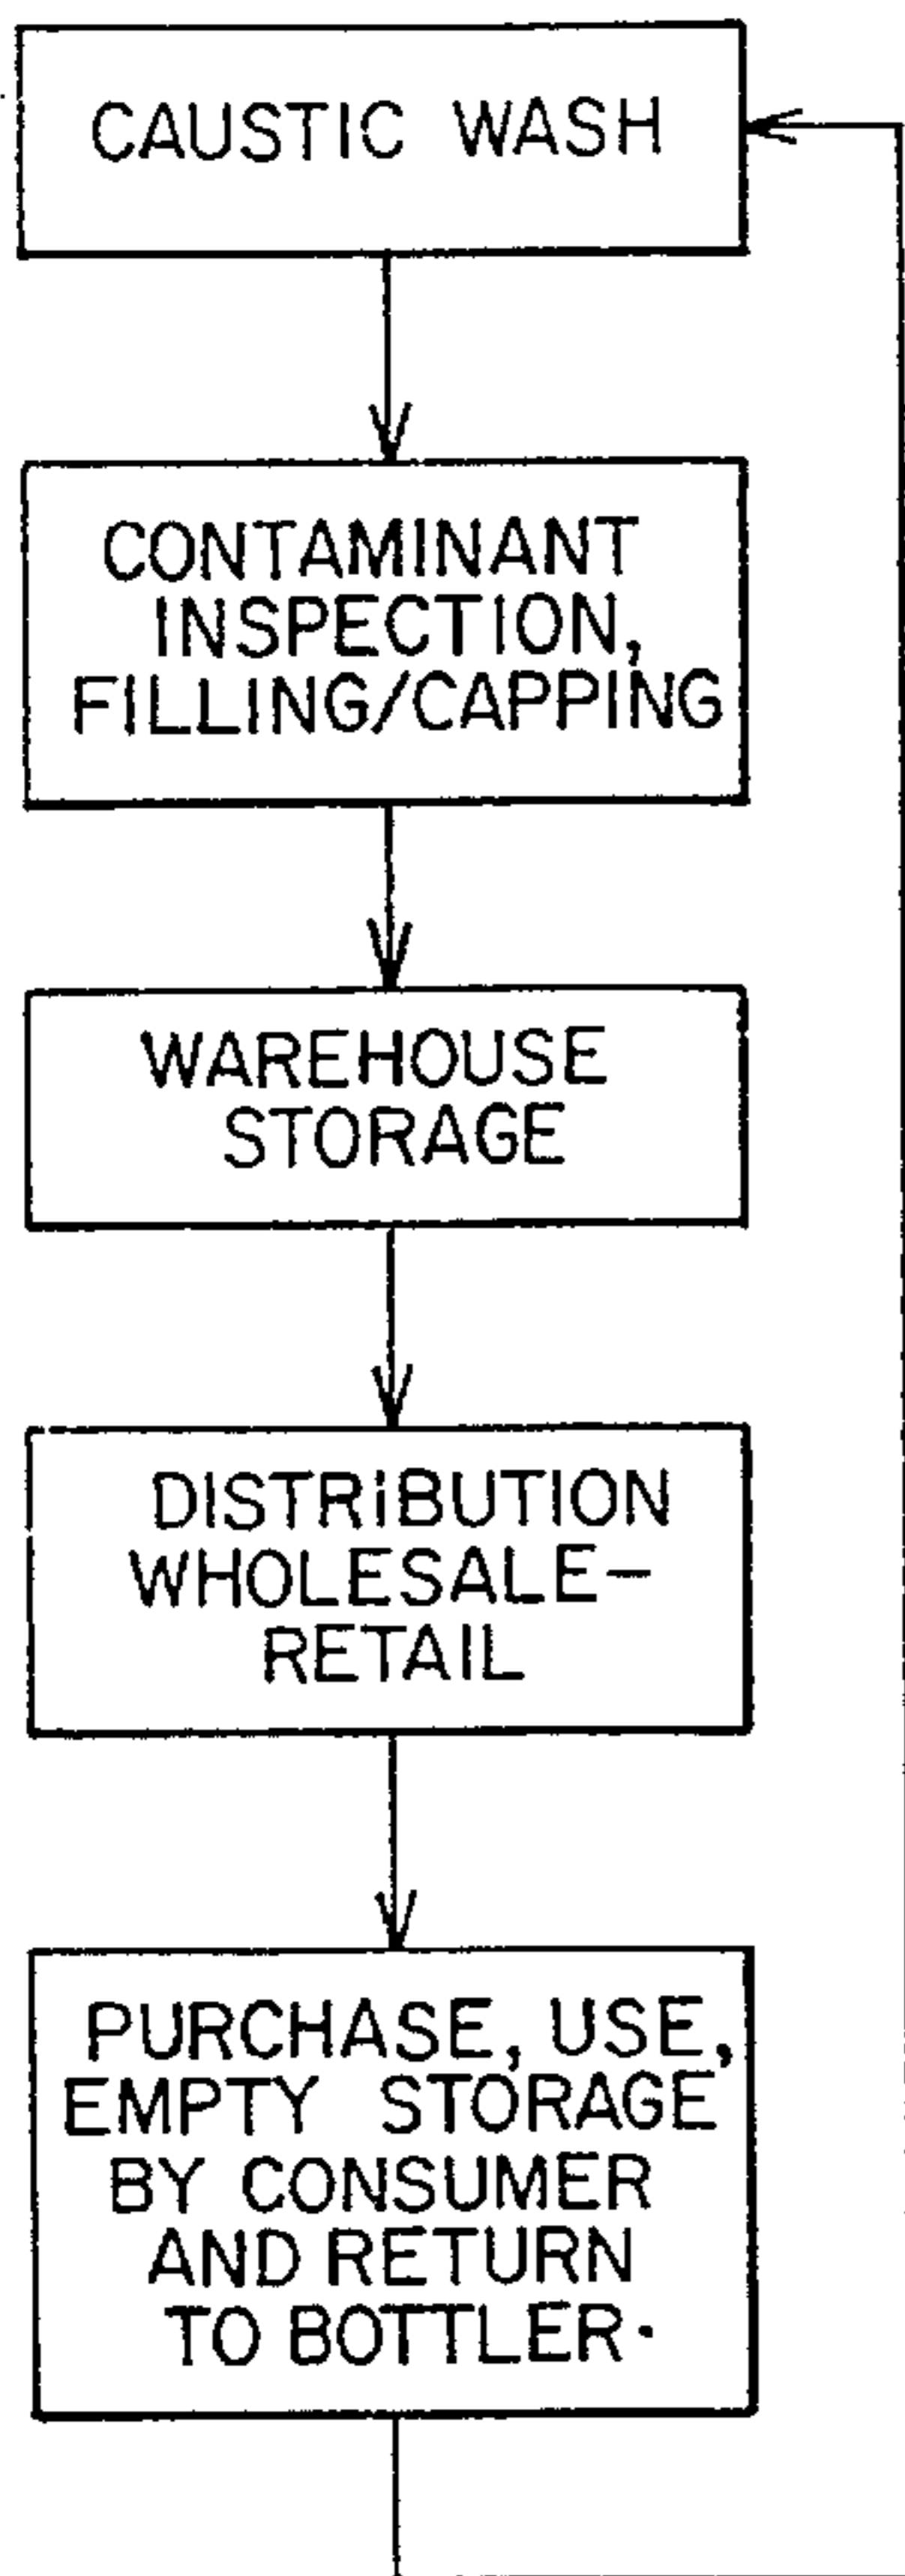 CAUSTIC WASH
CONTAMINANT
INSPECTION,
FILLING/CAPPING
WAREHOUSE
STORAGE
DISTRiBUTION
WHOLESALE-
RETAIL
PURCHASE, USE,
EMPTY STORAGE
BY CONSUMER
AND RETURN
TO BOTTLER.